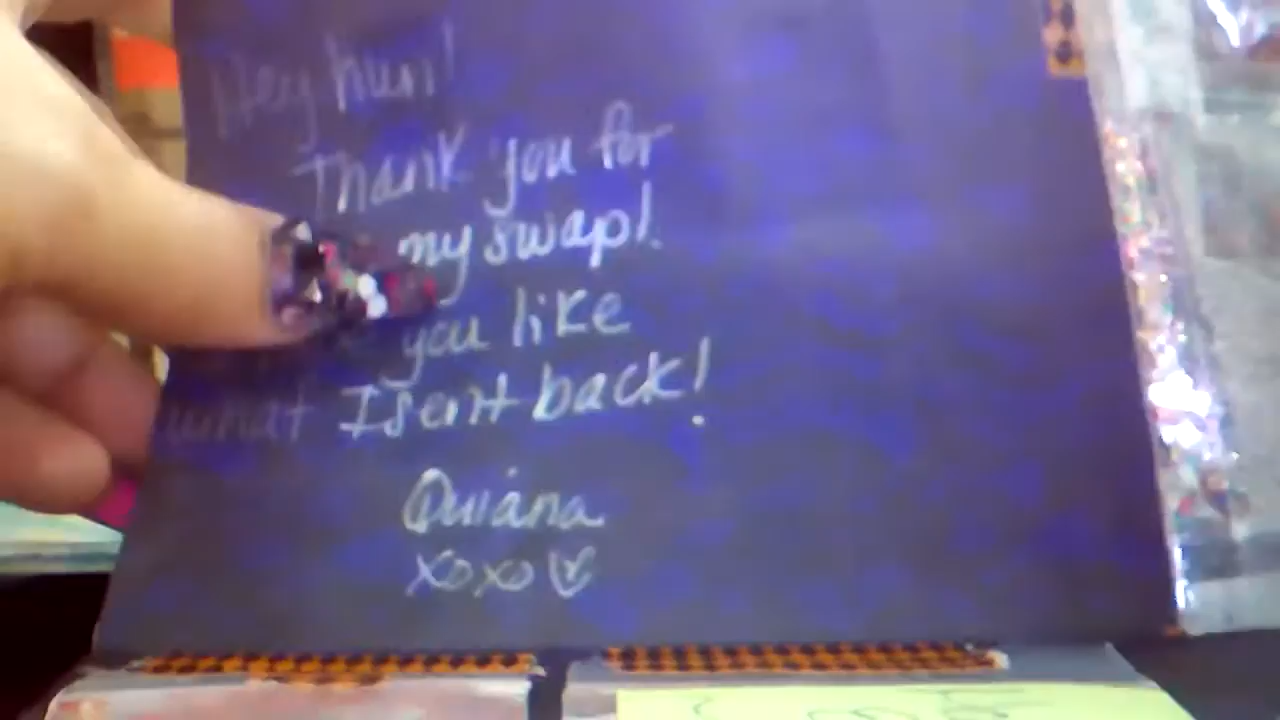 Hey hun!
Thank you for
my swap!
you like
what I sent back!
Quiana
xoxo